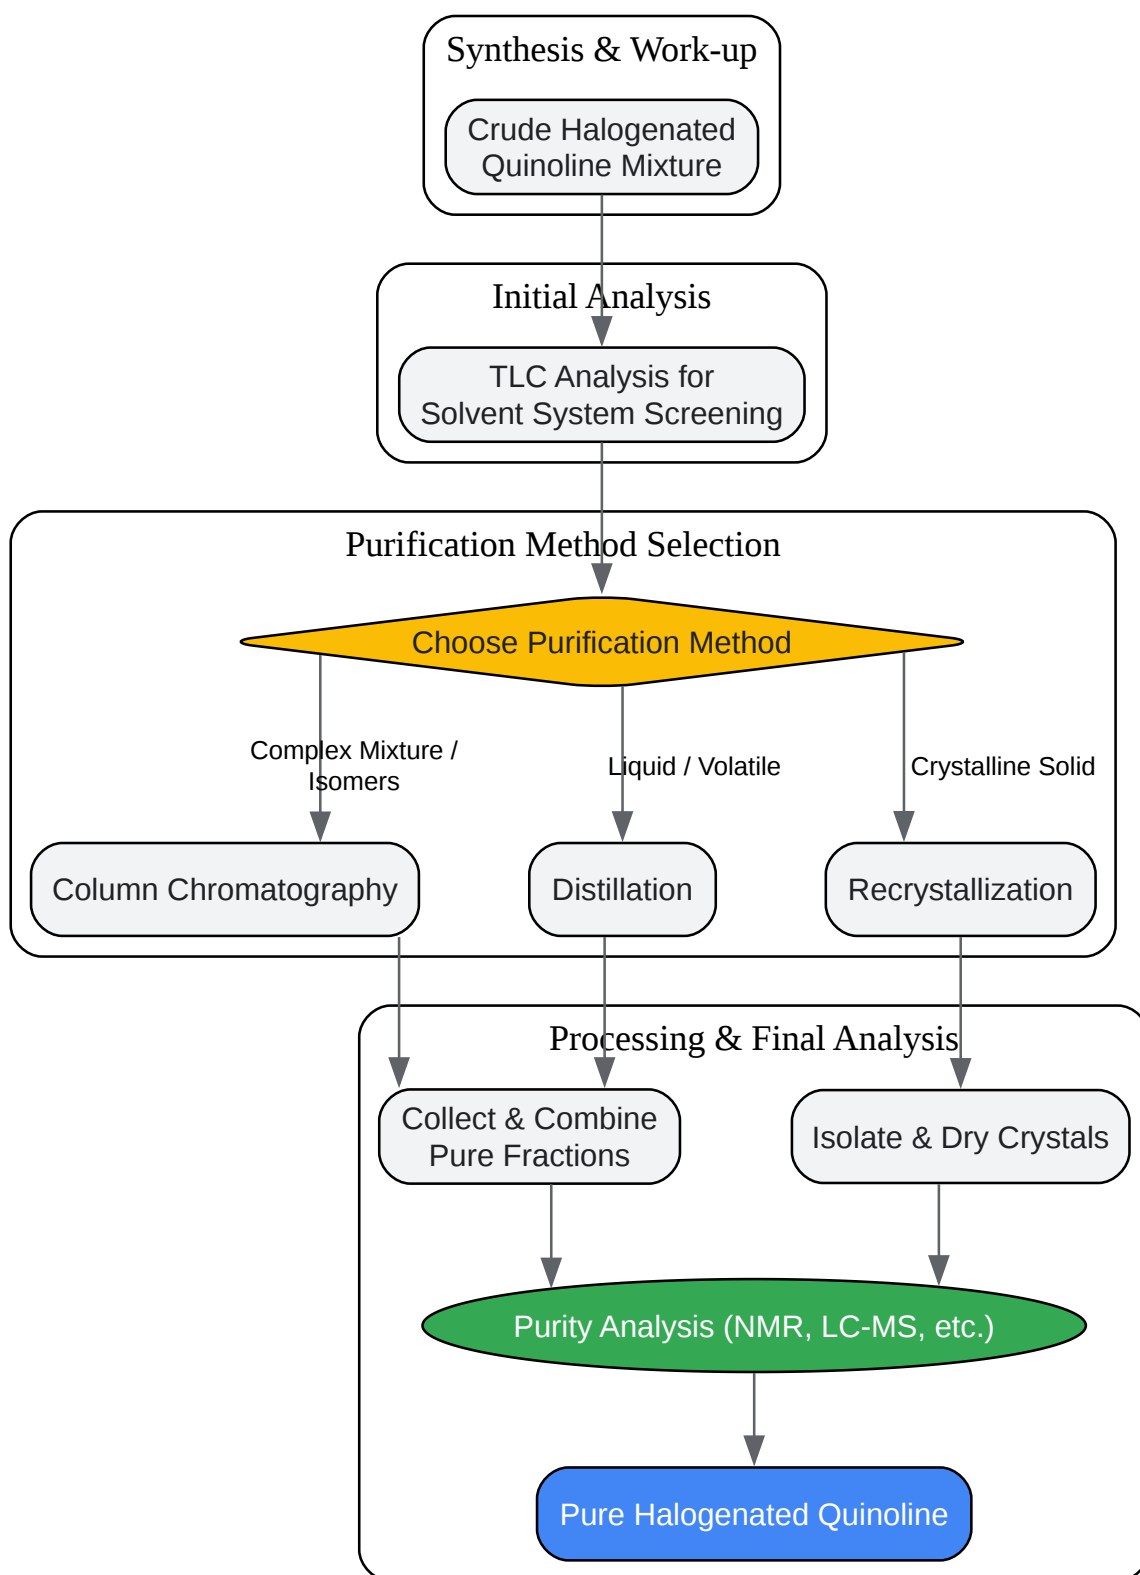 Synthesis & Work-up
Crude Halogenated
Quinoline Mixture
Initial Analysis
TLC Analysis for
Solvent System Screening
Purification Method Selection
Choose Purification Method
Complex Mixture /
Isomers
Liquid / Volatile
Crystalline Solid
Column Chromatography
Distillation
Recrystallization
Processing & Final Analysis
Collect & Combine
Pure Fractions
Isolate & Dry Crystals
Purity Analysis (NMR, LC-MS, etc.)
Pure Halogenated Quinoline